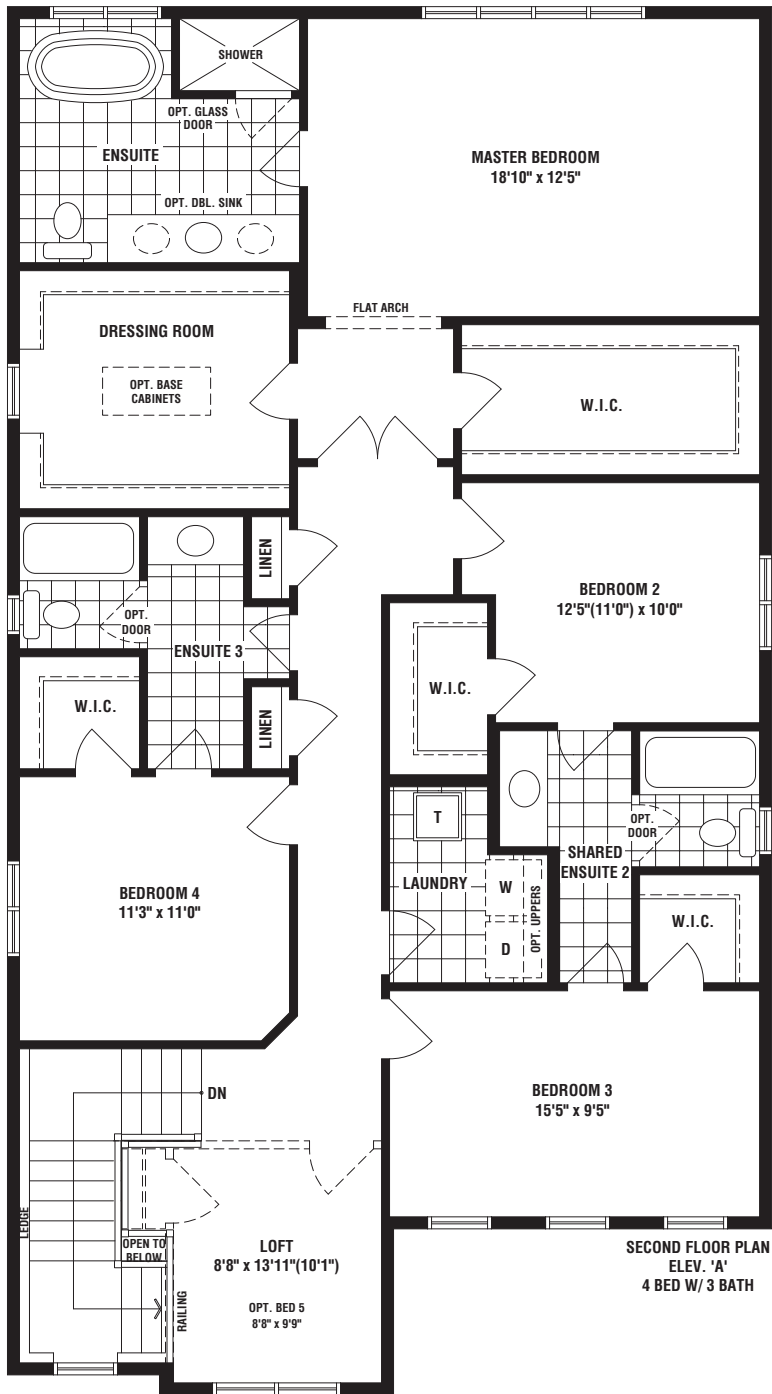 SHOWER
OPT. GLASS
DOOR
ENSUITE
MASTER BEDROOM
18'10" x 12'5"
OPT. DBL. SINK
FLAT ARCH
DRESSING ROOM
OPT. BASE
CABINETS
W.I.C.
LINEN
BEDROOM 2
12'5"(11'0") x 10'0"
OPT.
DOOR
ENSUITE 3
W.I.C.
W.I.C.
LINEN
T
OPT.
DOOR
SHARED
ENSUITE 2
LAUNDRY
W
OPT. UPPERS
BEDROOM 4
11'3" x 11'0"
W.I.C.
D
DN
BEDROOM 3
15'5" x 9'5"
LEDGE
OPEN TO
BELOW
LOFT
8'8" x 13'11"(10'1")
RAILING
OPT. BED 5
8'8" x 9'9"
SECOND FLOOR PLAN
ELEV. 'A'
4 BED W/ 3 BATH